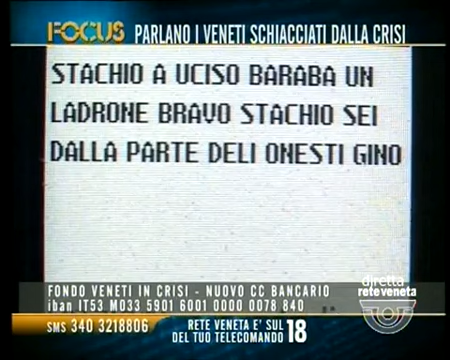 FOCUS PARLANO I VENETI SCHIACCIATI DALLA CRISI
STACHIO A UCISO BARABA UN
LADRONE BRAVO STACHIO SEI
DALLA PARTE DELI ONESTI GINO
FONDO VENETI IN CRISI - NUOVO CC BANCARIO
iban IT53 M033 5901 6001 0000 0078 840
diretta
reteveneta
SMS 340 3218806
RETE VENETA E' SUL
DEL TUO TELECOMANDO 18